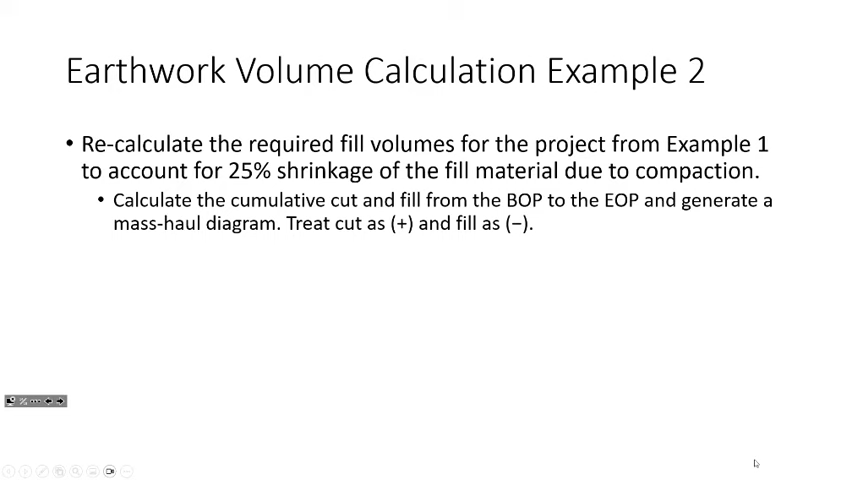 Earthwork Volume Calculation Example 2
• Re-calculate the required fill volumes for the project from Example 1
to account for 25% shrinkage of the fill material due to compaction.
• Calculate the cumulative cut and fill from the BOP to the EOP and generate a
mass-haul diagram. Treat cut as (+) and fill as (−).